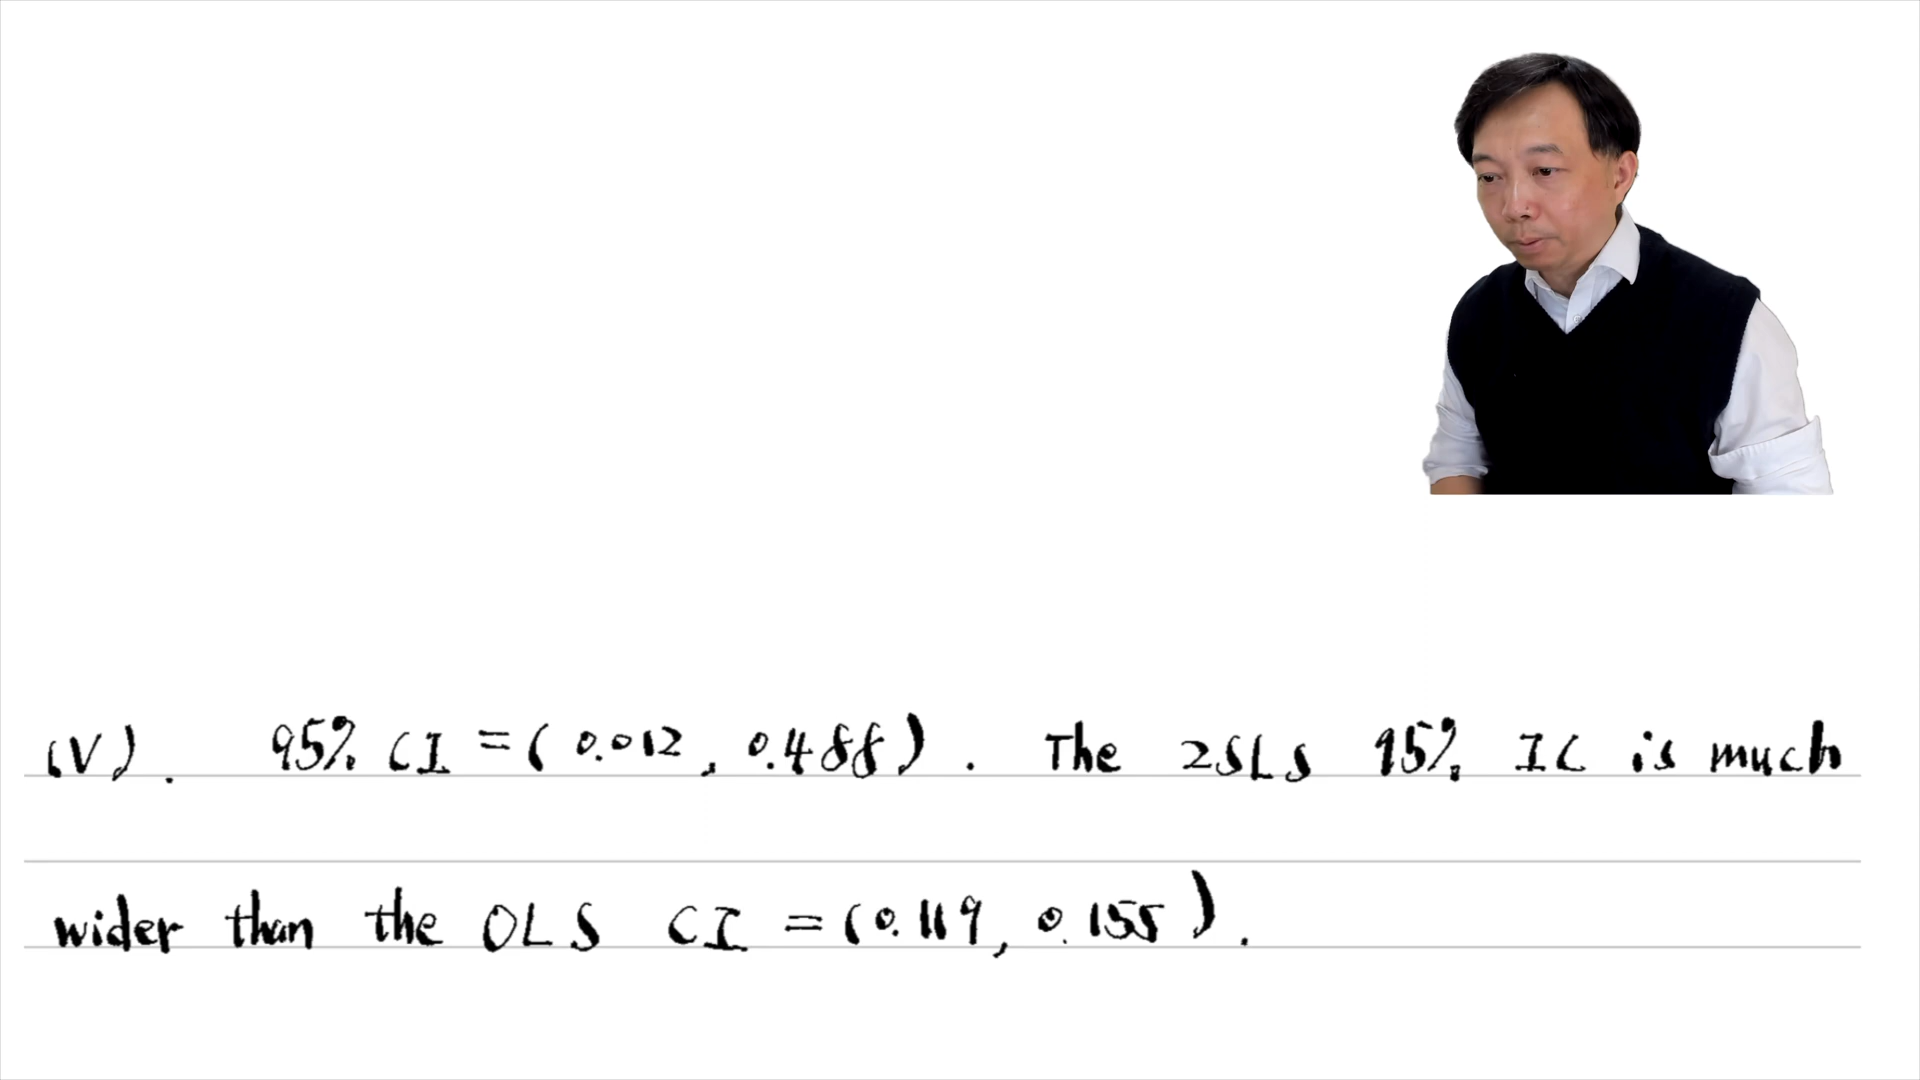 (V). 95% CI = (0.012, 0.488). The 2SLS 95% IC is much
wider than the OLS CI = (0.119, 0.155).